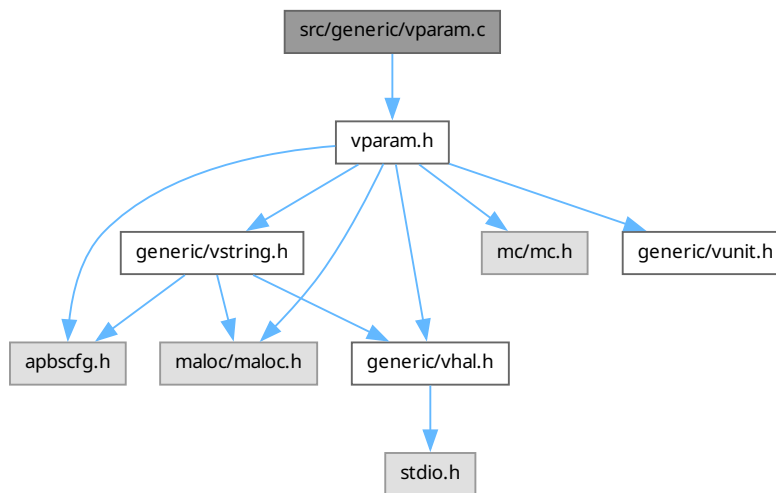 src/generic/vparam.c
vparam.h
generic/vstring.h
mc/mc.h
generic/vunit.h
apbscfg.h
maloc/maloc.h
generic/vhal.h
stdio.h